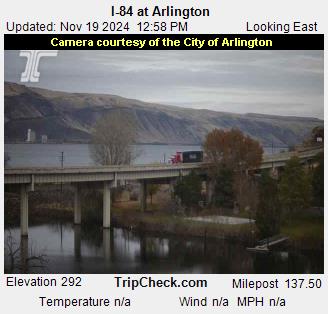 I-84 at Arlington
Updated: Nov 19 2024 12:58 PM Looking East
Camera courtesy of the City of Arlington
Elevation 292 TripCheck.com Milepost 137.50
Temperature n/a Wind n/a MPH n/a